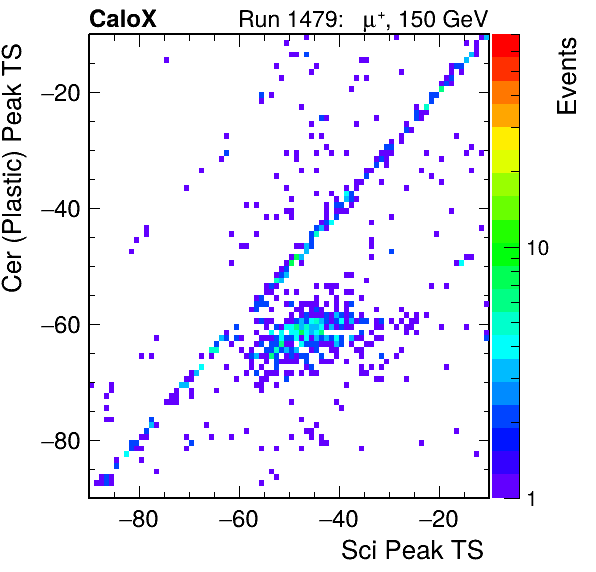 CaloX Run 1479: μ⁺, 150 GeV
Cer (Plastic) Peak TS
−20
−40
−60
−80
−80 −60 −40 −20
Sci Peak TS
Events
10
1